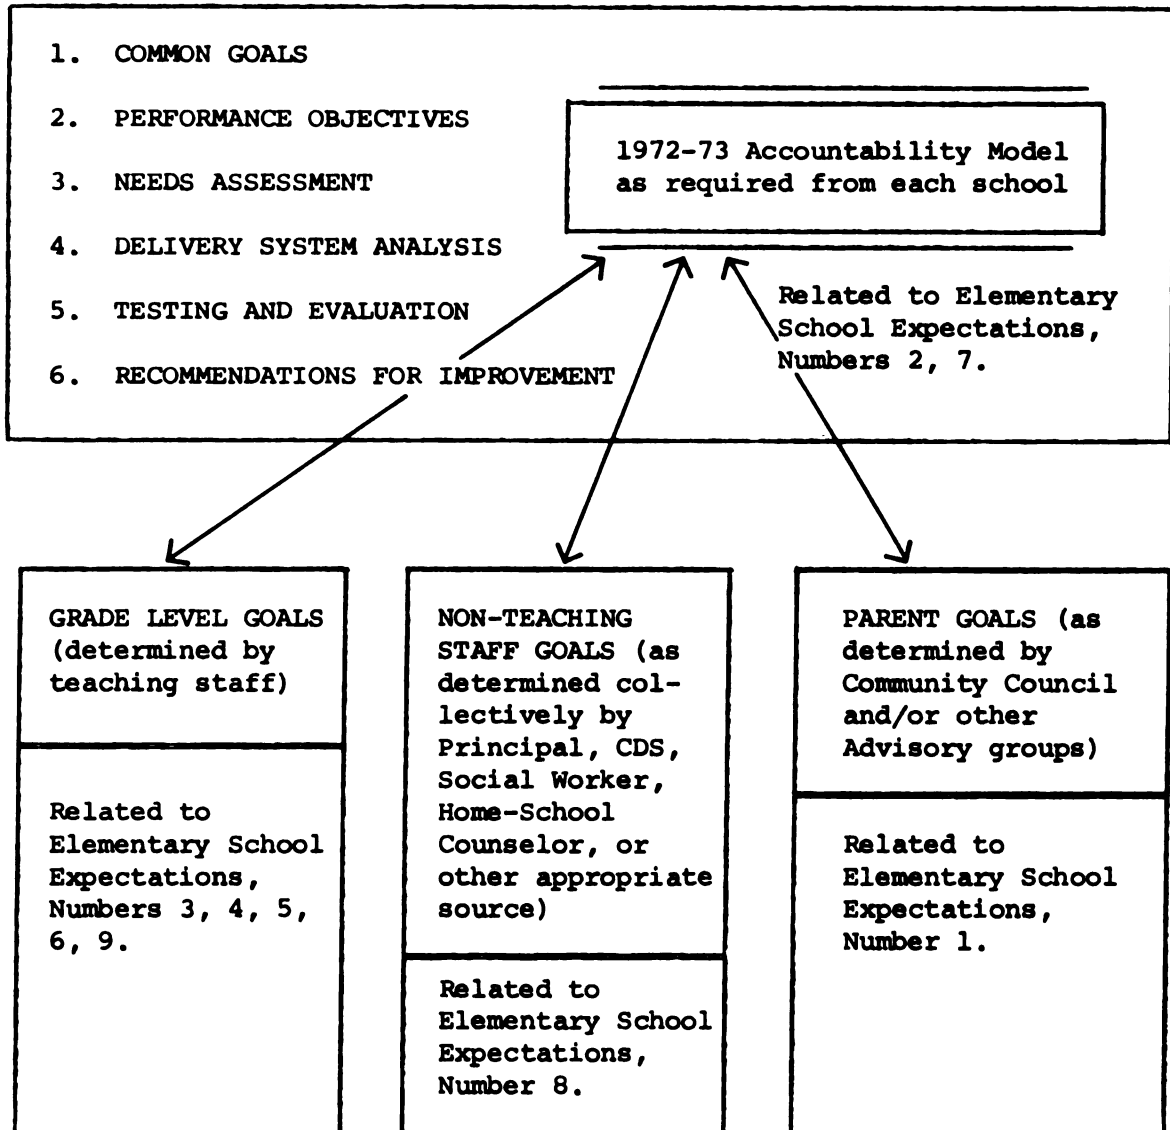 1. COMMON GOALS
2. PERFORMANCE OBJECTIVES
3. NEEDS ASSESSMENT
4. DELIVERY SYSTEM ANALYSIS
5. TESTING AND EVALUATION
6. RECOMMENDATIONS FOR IMPROVEMENT
1972-73 Accountability Model
as required from each school
Related to Elementary
School Expectations,
Numbers 2, 7.
GRADE LEVEL GOALS
(determined by
teaching staff)
Related to
Elementary School
Expectations,
Numbers 3, 4, 5,
6, 9.
NON-TEACHING
STAFF GOALS (as
determined col-
lectively by
Principal, CDS,
Social Worker,
Home-School
Counselor, or
other appropriate
source)
Related to
Elementary School
Expectations,
Number 8.
PARENT GOALS (as
determined by
Community Council
and/or other
Advisory groups)
Related to
Elementary School
Expectations,
Number 1.